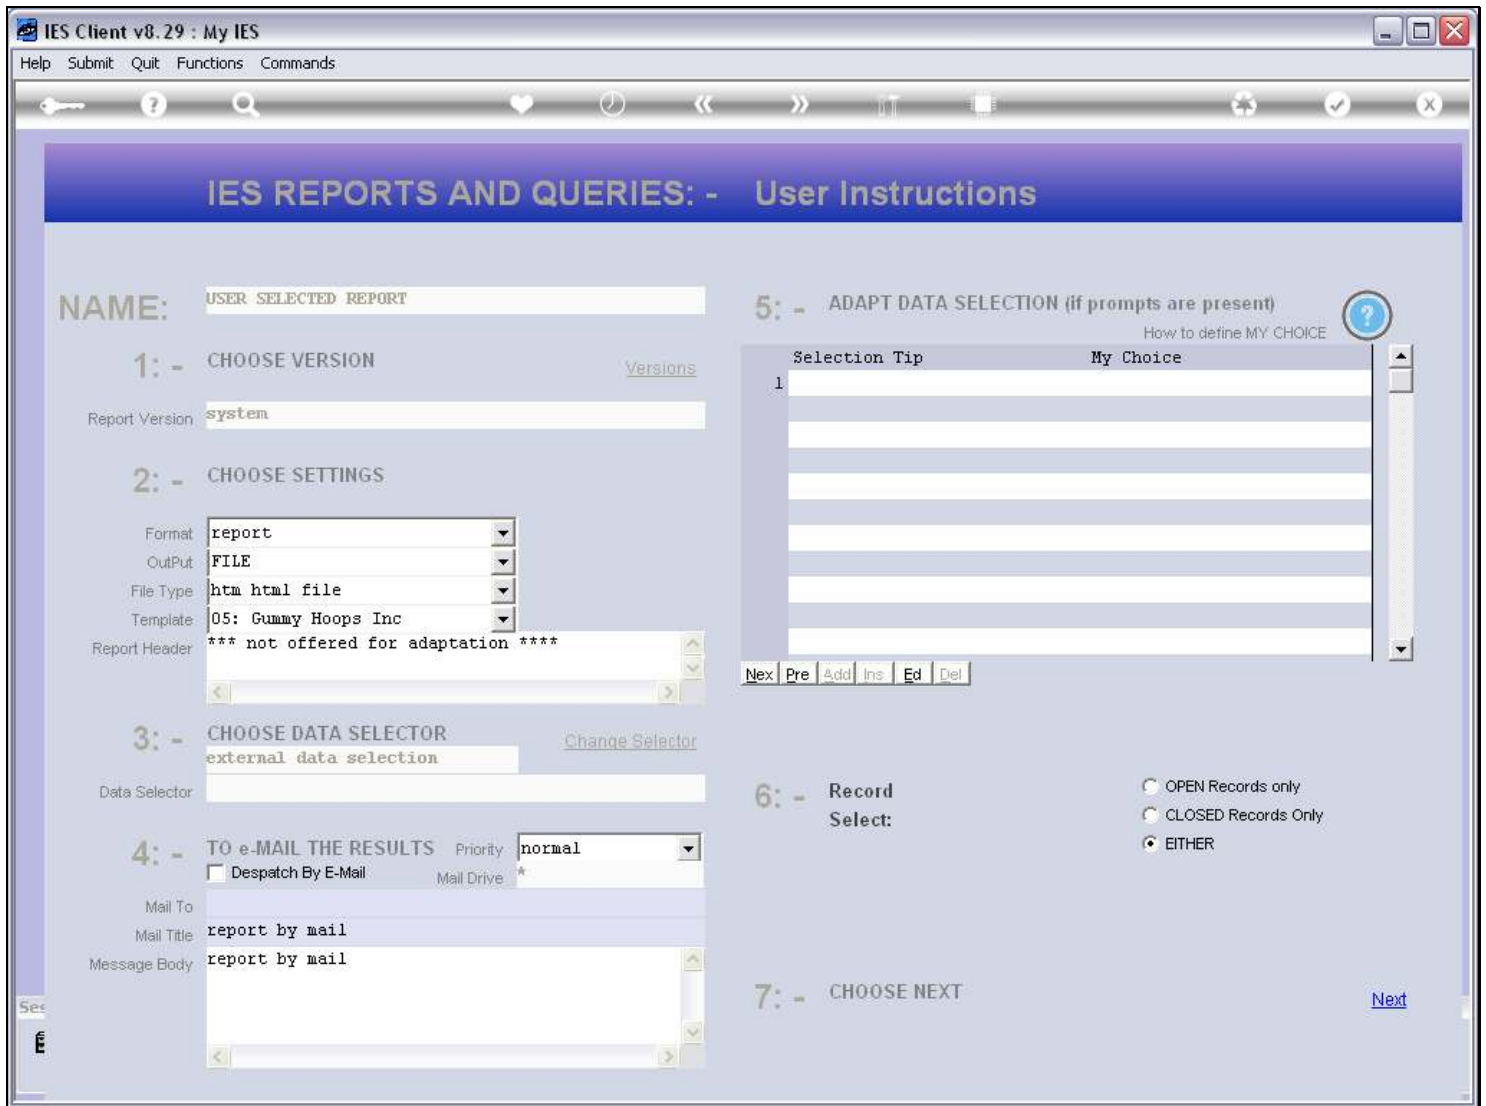 IES Client v8.29 : My IES
Help Submit Quit Functions Commands
IES REPORTS AND QUERIES: - User Instructions
NAME: USER SELECTED REPORT
1: - CHOOSE VERSION Versions
Report Version system
2: - CHOOSE SETTINGS
Format report
OutPut FILE
File Type htm html file
Template 05: Gummy Hoops Inc
Report Header *** not offered for adaptation ****
3: - CHOOSE DATA SELECTOR Change Selector
external data selection
Data Selector
4: - TO e-MAIL THE RESULTS Priority normal
Despatch By E-Mail Mail Drive *
Mail To
Mail Title report by mail
Message Body report by mail
5: - ADAPT DATA SELECTION (if prompts are present)
How to define MY CHOICE
Selection Tip My Choice
1
Nex Pre Add Ins Ed Del
6: - Record Select:
OPEN Records only
CLOSED Records Only
EITHER
7: - CHOOSE NEXT Next